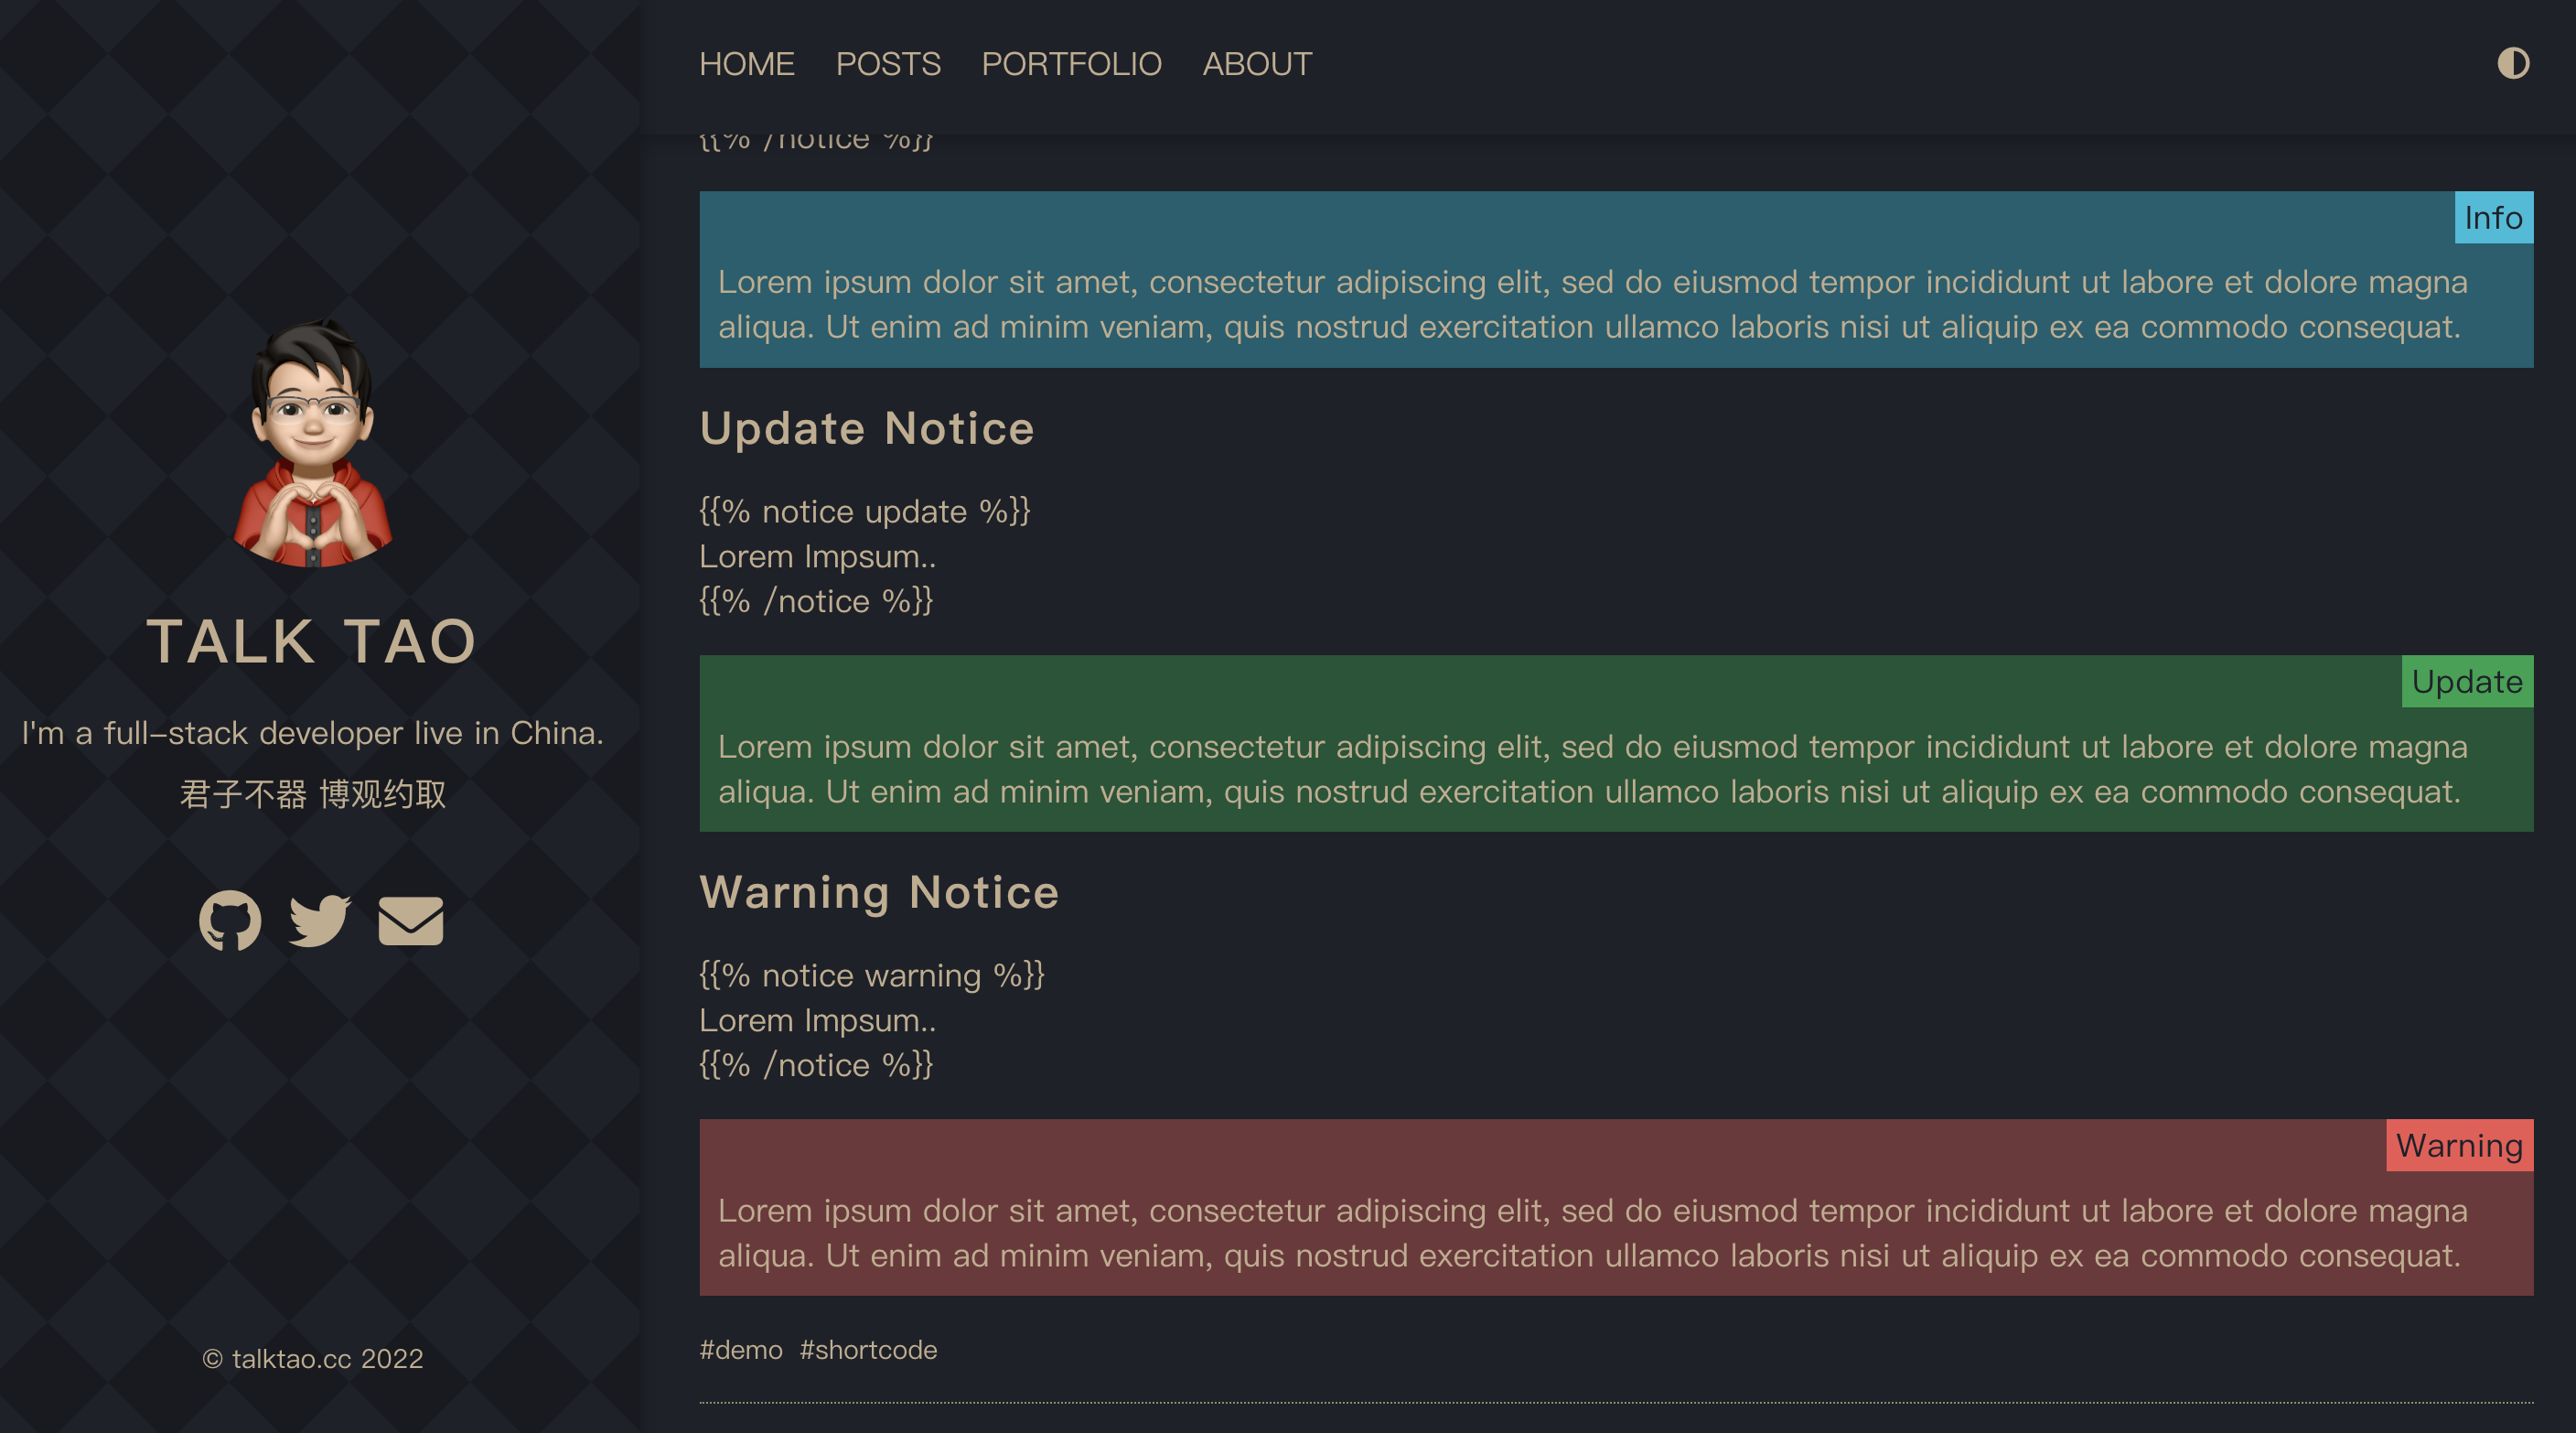 TALK TAO
I'm a full-stack developer live in China.
君子不器 博观约取
© talktao.cc 2022
HOME POSTS PORTFOLIO ABOUT
{{% /notice %}}
Info
Lorem ipsum dolor sit amet, consectetur adipiscing elit, sed do eiusmod tempor incididunt ut labore et dolore magna
aliqua. Ut enim ad minim veniam, quis nostrud exercitation ullamco laboris nisi ut aliquip ex ea commodo consequat.
Update Notice
{{% notice update %}}
Lorem Impsum..
{{% /notice %}}
Update
Lorem ipsum dolor sit amet, consectetur adipiscing elit, sed do eiusmod tempor incididunt ut labore et dolore magna
aliqua. Ut enim ad minim veniam, quis nostrud exercitation ullamco laboris nisi ut aliquip ex ea commodo consequat.
Warning Notice
{{% notice warning %}}
Lorem Impsum..
{{% /notice %}}
Warning
Lorem ipsum dolor sit amet, consectetur adipiscing elit, sed do eiusmod tempor incididunt ut labore et dolore magna
aliqua. Ut enim ad minim veniam, quis nostrud exercitation ullamco laboris nisi ut aliquip ex ea commodo consequat.
#demo #shortcode